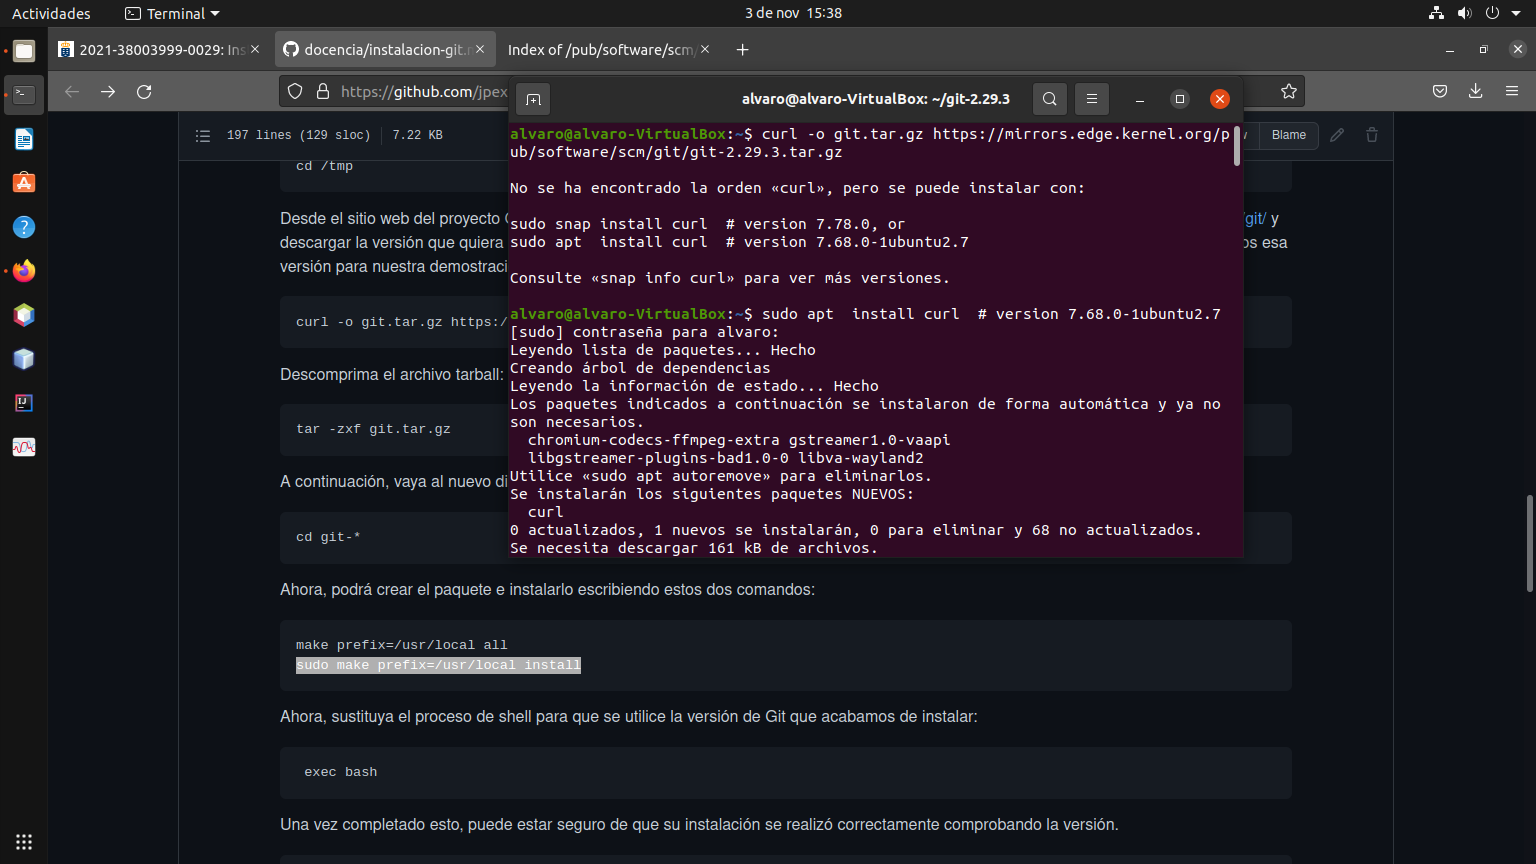 Actividades
Terminal
3 de nov 15:38
2021-38003999-0029: Ins
docencia/instalacion-git.m
Index of /pub/software/scm/
https://github.com/jpex
alvaro@alvaro-VirtualBox: ~/git-2.29.3
197 lines (129 sloc)
7.22 KB
Blame
alvaro@alvaro-VirtualBox:~$ curl -o git.tar.gz https://mirrors.edge.kernel.org/p
ub/software/scm/git/git-2.29.3.tar.gz
No se ha encontrado la orden «curl», pero se puede instalar con:
sudo snap install curl  # version 7.78.0, or
sudo apt  install curl  # version 7.68.0-1ubuntu2.7
Consulte «snap info curl» para ver más versiones.
alvaro@alvaro-VirtualBox:~$ sudo apt  install curl  # version 7.68.0-1ubuntu2.7
[sudo] contraseña para alvaro:
Leyendo lista de paquetes... Hecho
Creando árbol de dependencias
Leyendo la información de estado... Hecho
Los paquetes indicados a continuación se instalaron de forma automática y ya no
son necesarios.
chromium-codecs-ffmpeg-extra gstreamer1.0-vaapi
libgstreamer-plugins-bad1.0-0 libva-wayland2
Utilice «sudo apt autoremove» para eliminarlos.
Se instalarán los siguientes paquetes NUEVOS:
curl
0 actualizados, 1 nuevos se instalarán, 0 para eliminar y 68 no actualizados.
Se necesita descargar 161 kB de archivos.
cd /tmp
Desde el sitio web del proyecto
/git/ y
descargar la versión que quiera
os esa
versión para nuestra demostraci
curl -o git.tar.gz https:/
Descomprima el archivo tarball:
tar -zxf git.tar.gz
A continuación, vaya al nuevo di
cd git-*
Ahora, podrá crear el paquete e instalarlo escribiendo estos dos comandos:
make prefix=/usr/local all
sudo make prefix=/usr/local install
Ahora, sustituya el proceso de shell para que se utilice la versión de Git que acabamos de instalar:
exec bash
Una vez completado esto, puede estar seguro de que su instalación se realizó correctamente comprobando la versión.